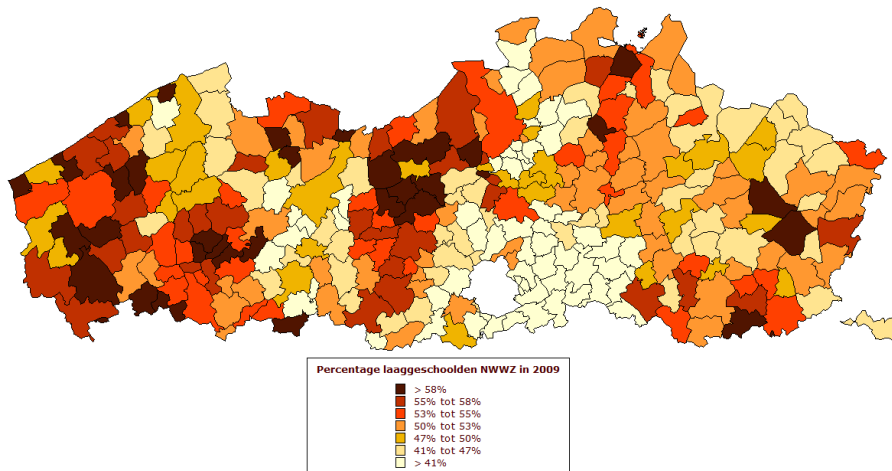 Percentage laaggeschoolden NWWZ in 2009
> 58%
55% tot 58%
53% tot 55%
50% tot 53%
47% tot 50%
41% tot 47%
> 41%